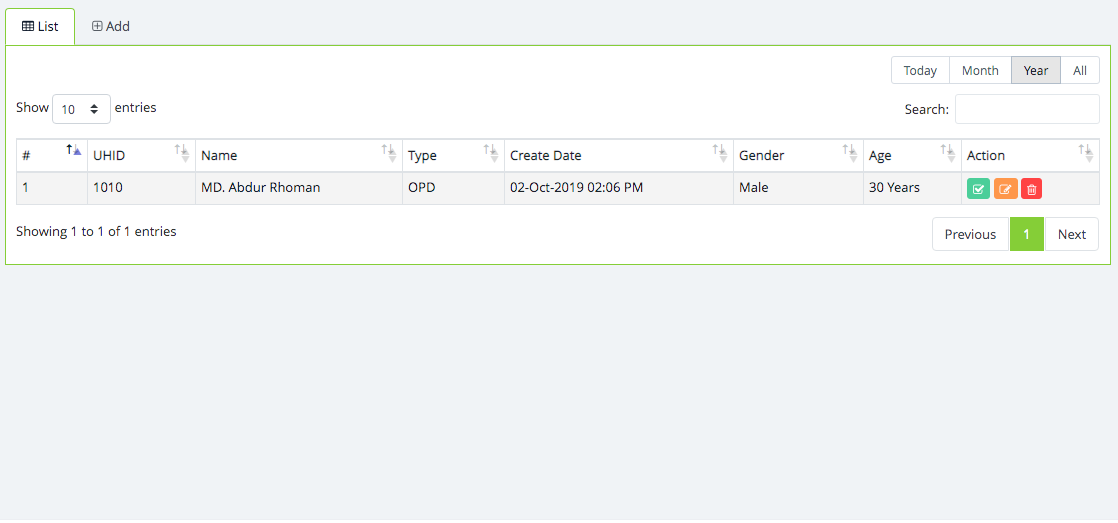 List Add
Today Month Year All
Show 10 entries Search:
# UHID Name Type Create Date Gender Age Action
1 1010 MD. Abdur Rhoman OPD 02-Oct-2019 02:06 PM Male 30 Years
Showing 1 to 1 of 1 entries Previous 1 Next